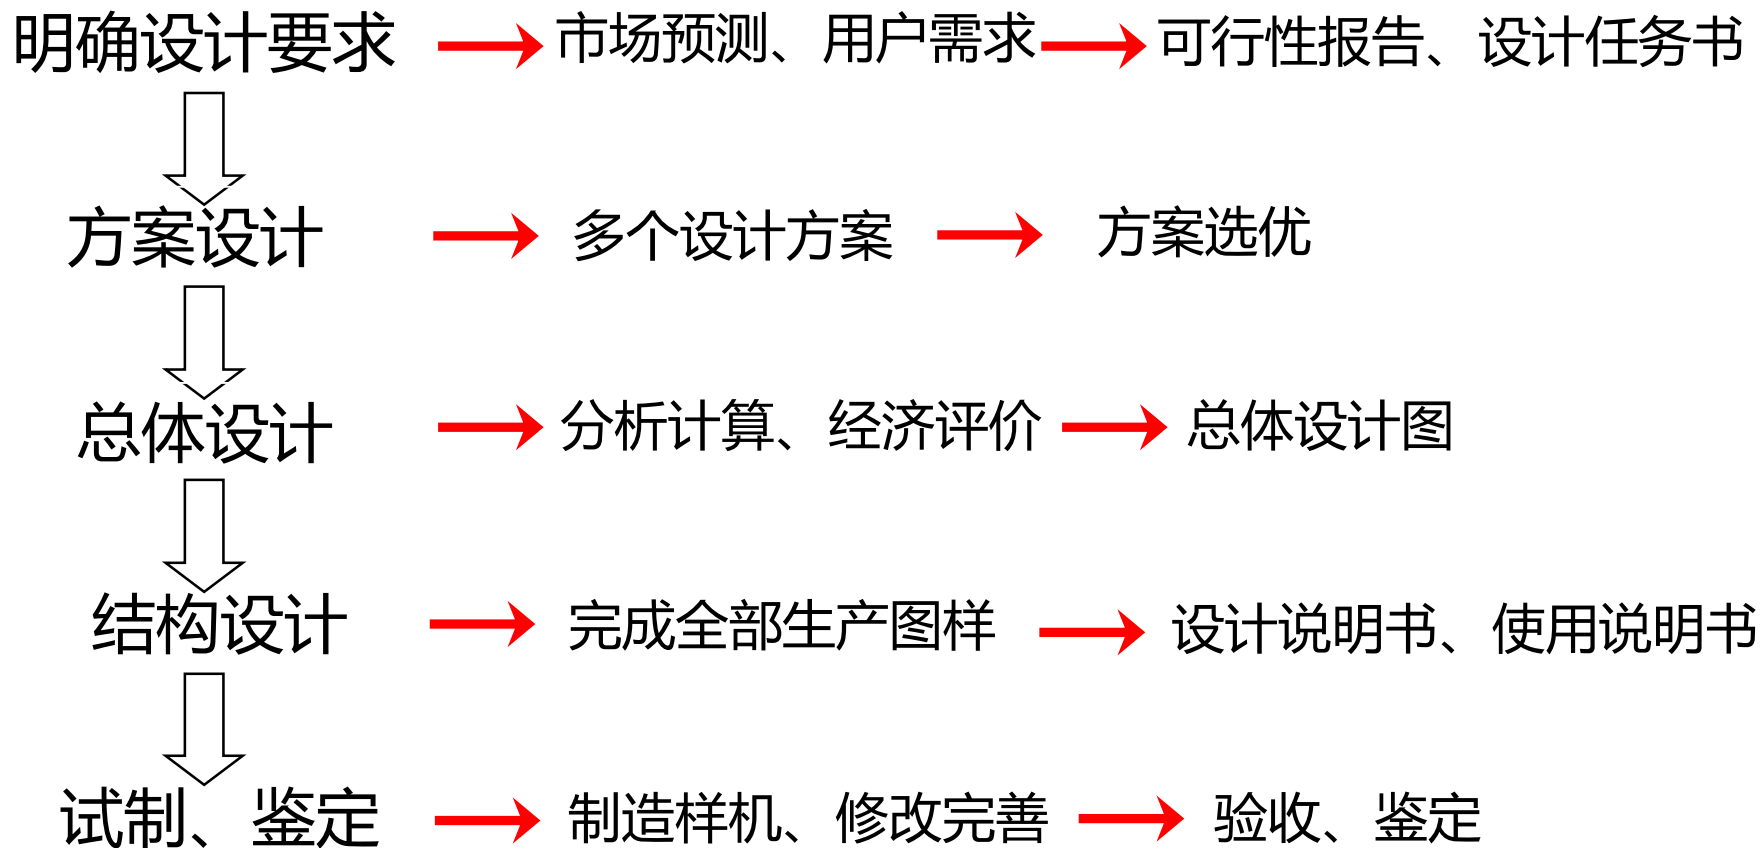 明确设计要求 市场预测、用户需求 可行性报告、设计任务书
方案设计 多个设计方案 方案选优
总体设计 分析计算、经济评价 总体设计图
结构设计 完成全部生产图样 设计说明书、使用说明书
试制、鉴定 制造样机、修改完善 验收、鉴定